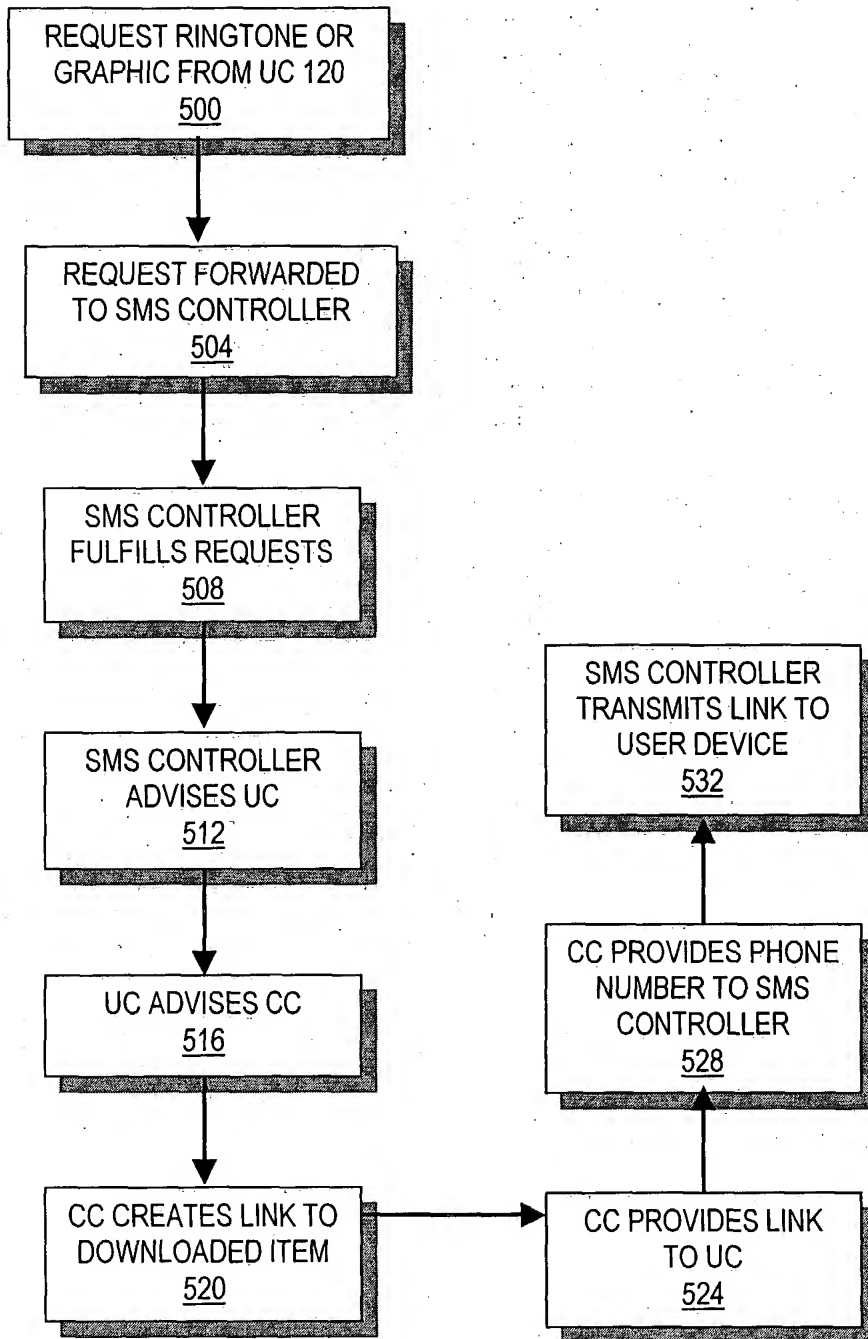 REQUEST RINGTONE OR
GRAPHIC FROM UC 120
500
REQUEST FORWARDED
TO SMS CONTROLLER
504
SMS CONTROLLER
FULFILLS REQUESTS
508
SMS CONTROLLER
ADVISES UC
512
UC ADVISES CC
516
CC CREATES LINK TO
DOWNLOADED ITEM
520
CC PROVIDES LINK
TO UC
524
CC PROVIDES PHONE
NUMBER TO SMS
CONTROLLER
528
SMS CONTROLLER
TRANSMITS LINK TO
USER DEVICE
532